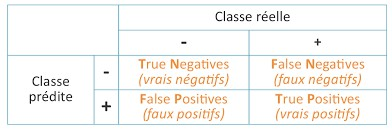 Classe réelle
- +
Classe prédite
- True Negatives False Negatives
(vrais négatifs) (faux négatifs)
+ False Positives True Positives
(faux positifs) (vrais positifs)